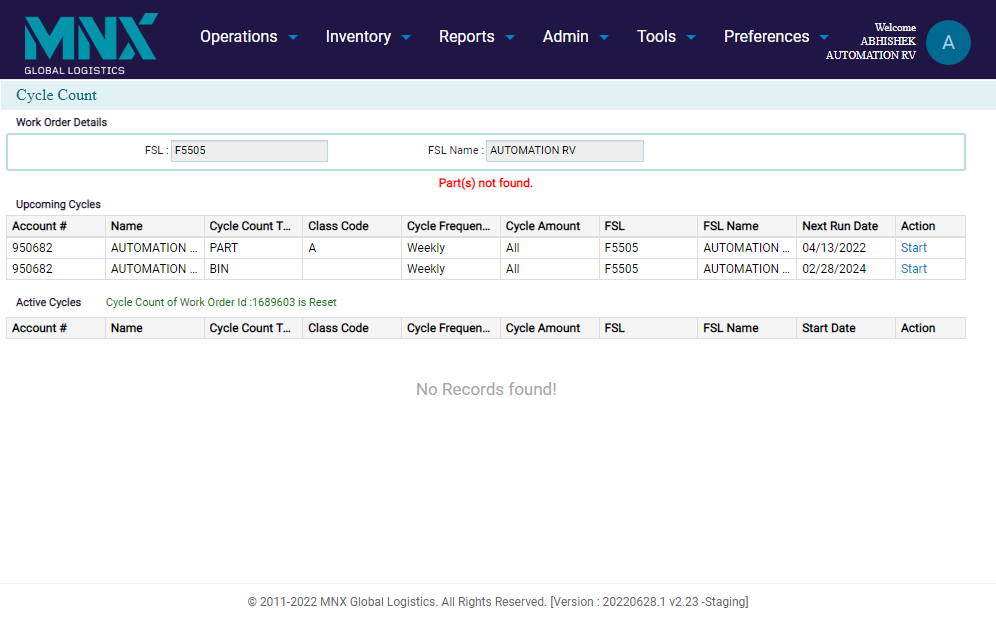 MNX
GLOBAL LOGISTICS
Operations Inventory Reports Admin Tools Preferences
Welcome
ABHISHEK
AUTOMATION RV
A
Cycle Count
Work Order Details
FSL : F5505 FSL Name : AUTOMATION RV
Part(s) not found.
Upcoming Cycles
Account # Name Cycle Count T... Class Code Cycle Frequen... Cycle Amount FSL FSL Name Next Run Date Action
950682 AUTOMATION ... PART A Weekly All F5505 AUTOMATION ... 04/13/2022 Start
950682 AUTOMATION ... BIN Weekly All F5505 AUTOMATION ... 02/28/2024 Start
Active Cycles Cycle Count of Work Order Id :1689603 is Reset
Account # Name Cycle Count T... Class Code Cycle Frequen... Cycle Amount FSL FSL Name Start Date Action
No Records found!
© 2011-2022 MNX Global Logistics. All Rights Reserved. [Version : 20220628.1 v2.23 -Staging]